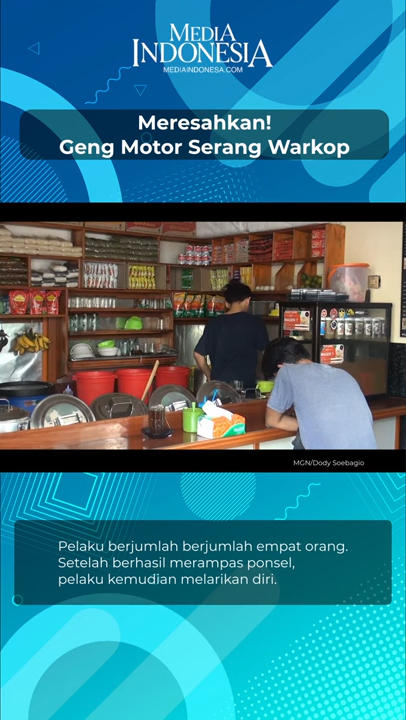 MEDIA
INDONESIA
MEDIAINDONESA.COM
Meresahkan!
Geng Motor Serang Warkop
MGN/Dody Soebagio
Pelaku berjumlah berjumlah empat orang.
Setelah berhasil merampas ponsel,
pelaku kemudian melarikan diri.